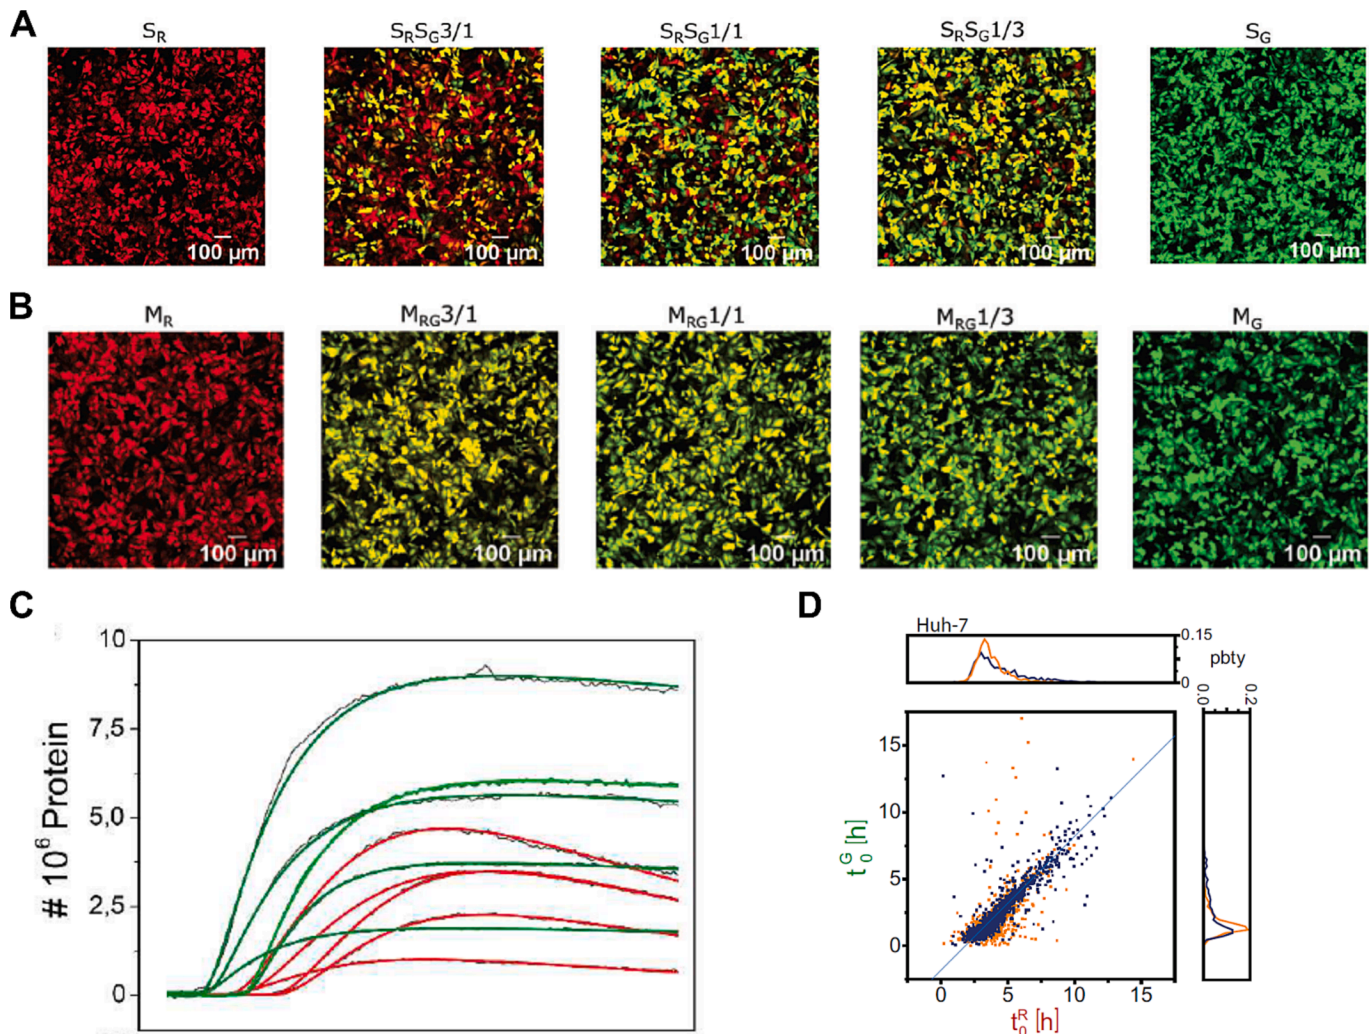 A
S_R
S_RS_G3/1
S_RS_G1/1
S_RS_G1/3
S_G
100 µm
100 µm
100 µm
100 µm
100 µm
B
M_R
M_RG3/1
M_RG1/1
M_RG1/3
M_G
100 µm
100 µm
100 µm
100 µm
100 µm
C
# 10^6 Protein
10
7,5
5,0
2,5
0
D
Huh-7
0.15
0
pbty
0.0
0.2
t_0^G [h]
15
10
5
0
0
5
10
15
t_0^R [h]